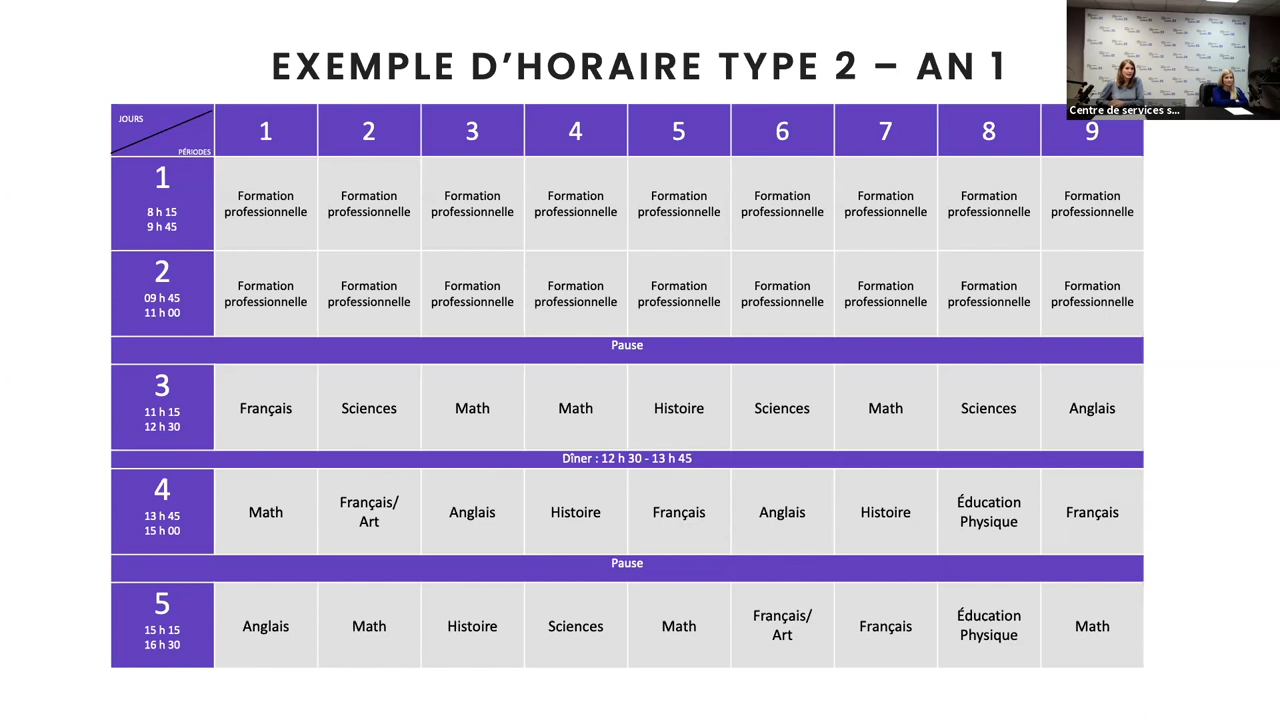 EXEMPLE D'HORAIRE TYPE 2 – AN 1
Centre de services s...
JOURS
PÉRIODES
1 2 3 4 5 6 7 8 9
1
8 h 15
9 h 45
Formation professionnelle Formation professionnelle Formation professionnelle Formation professionnelle Formation professionnelle Formation professionnelle Formation professionnelle Formation professionnelle Formation professionnelle
2
09 h 45
11 h 00
Formation professionnelle Formation professionnelle Formation professionnelle Formation professionnelle Formation professionnelle Formation professionnelle Formation professionnelle Formation professionnelle Formation professionnelle
Pause
3
11 h 15
12 h 30
Français Sciences Math Math Histoire Sciences Math Sciences Anglais
Dîner : 12 h 30 - 13 h 45
4
13 h 45
15 h 00
Math Français/ Art Anglais Histoire Français Anglais Histoire Éducation Physique Français
Pause
5
15 h 15
16 h 30
Anglais Math Histoire Sciences Math Français/ Art Français Éducation Physique Math